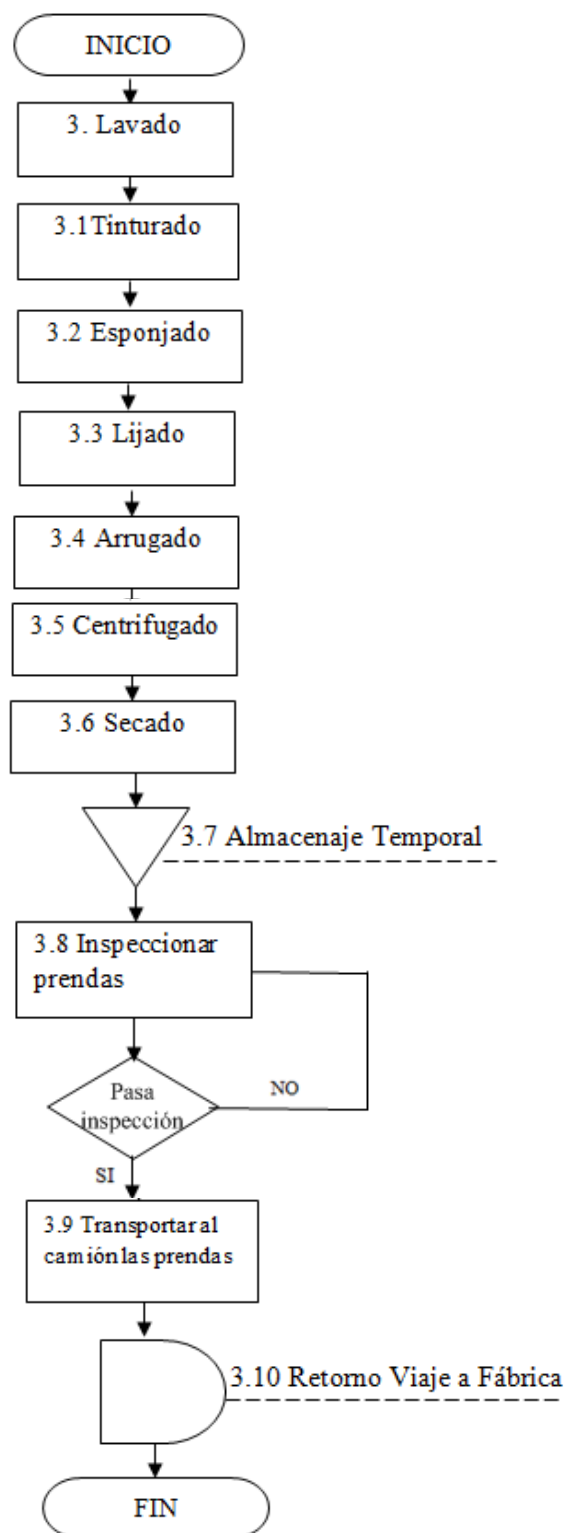 INICIO
3. Lavado
3.1Tinturado
3.2 Esponjado
3.3 Lijado
3.4 Arrugado
3.5 Centrifugado
3.6 Secado
3.7 Almacenaje Temporal
3.8 Inspeccionar
prendas
Pasa
inspección
NO
SI
3.9 Transportar al
camión las prendas
3.10 Retorno Viaje a Fábrica
FIN